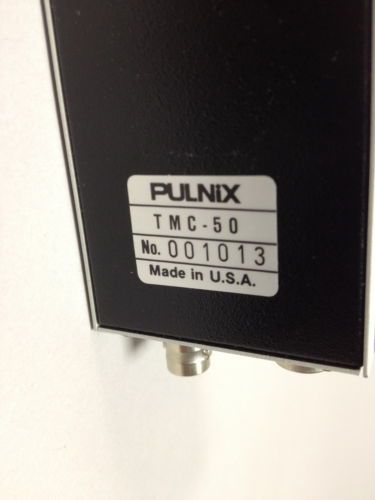 PULNiX
TMC-50
No. 001013
Made in U.S.A.